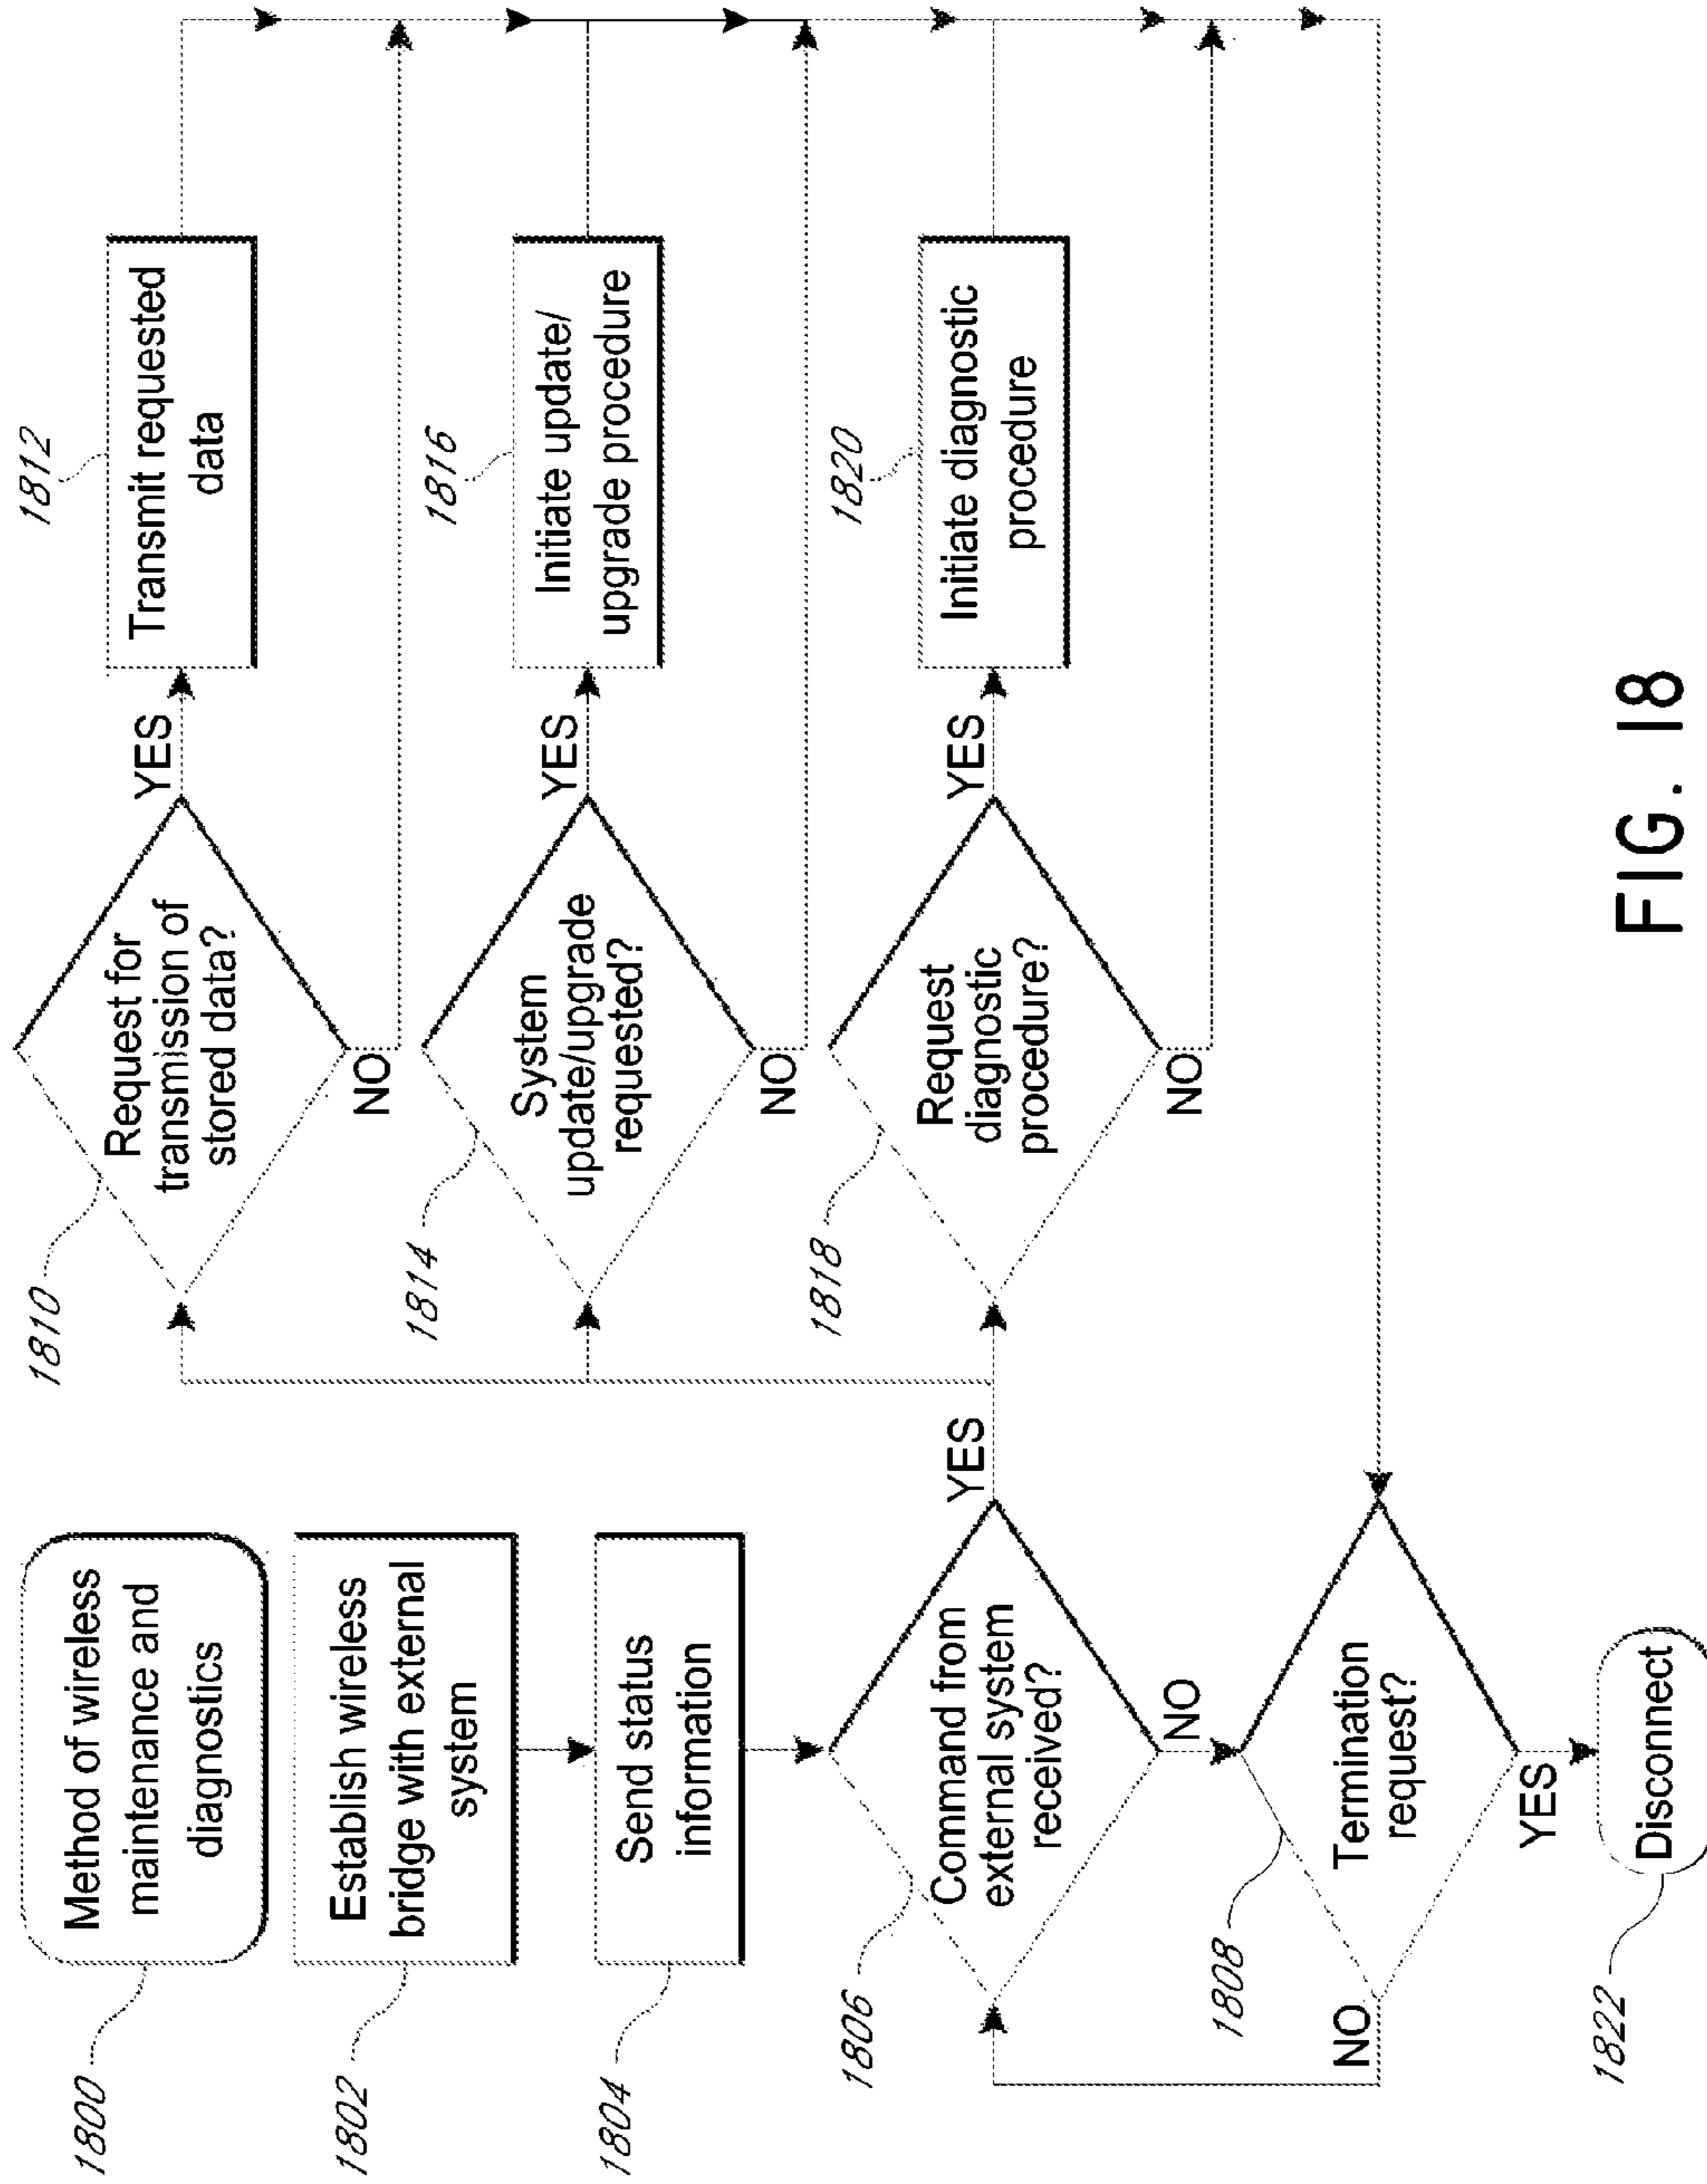 1800
Method of wireless
maintenance and
diagnostics
1802
Establish wireless
bridge with external
system
1804
Send status
information
1806
Command from
external system
received?
YES
NO
1808
Termination
request?
NO
YES
1822
Disconnect
1810
Request for
transmission of
stored data?
YES
NO
1812
Transmit requested
data
1814
System
update/upgrade
requested?
YES
NO
1816
Initiate update/
upgrade procedure
1818
Request
diagnostic
procedure?
YES
NO
1820
Initiate diagnostic
procedure
FIG. 18